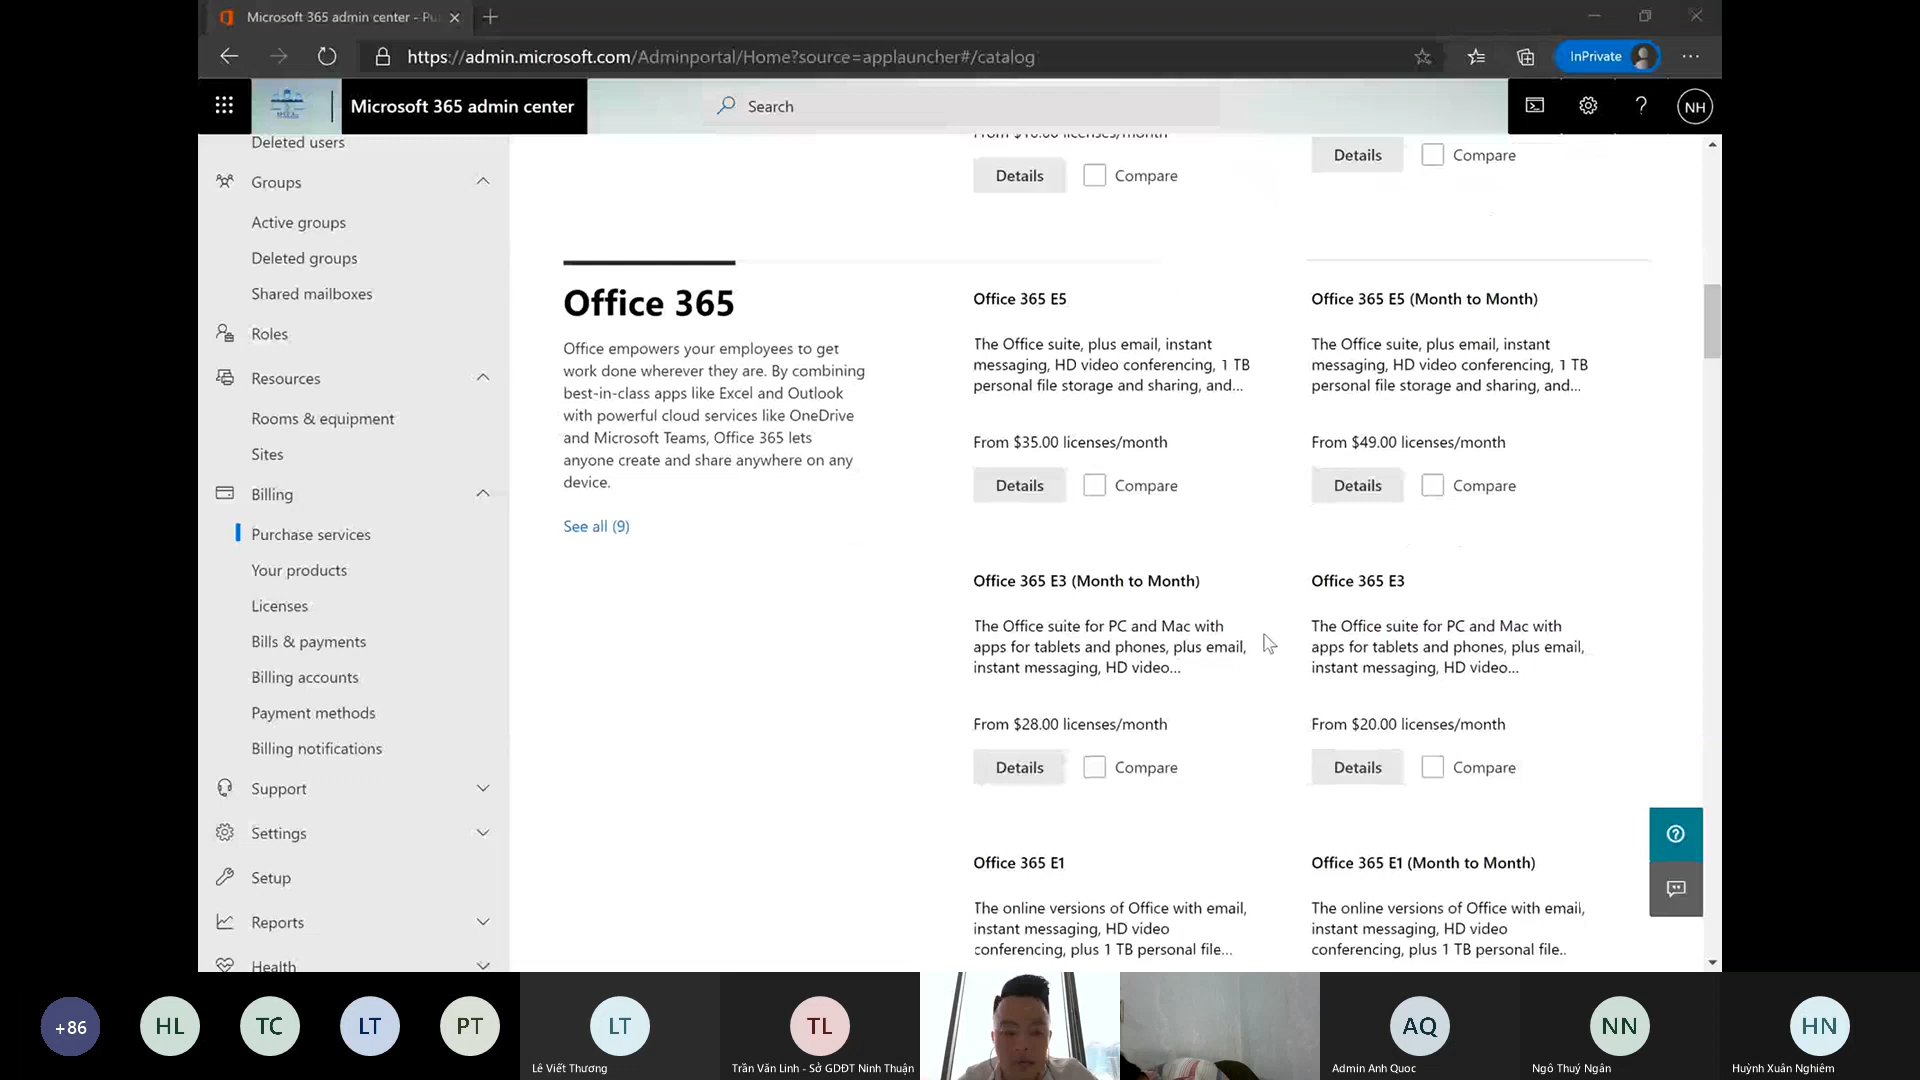 Microsoft 365 admin center - Pu
https://admin.microsoft.com/Adminportal/Home?source=applauncher#/catalog
InPrivate
Microsoft 365 admin center
Search
NH
Deleted users
Groups
Active groups
Deleted groups
Shared mailboxes
Roles
Resources
Rooms & equipment
Sites
Billing
Purchase services
Your products
Licenses
Bills & payments
Billing accounts
Payment methods
Billing notifications
Support
Settings
Setup
Reports
Health
From $10.00 licenses/month
Details
Compare
Details
Compare
Office 365
Office empowers your employees to get
work done wherever they are. By combining
best-in-class apps like Excel and Outlook
with powerful cloud services like OneDrive
and Microsoft Teams, Office 365 lets
anyone create and share anywhere on any
device.
See all (9)
Office 365 E5
The Office suite, plus email, instant
messaging, HD video conferencing, 1 TB
personal file storage and sharing, and...
From $35.00 licenses/month
Details
Compare
Office 365 E5 (Month to Month)
The Office suite, plus email, instant
messaging, HD video conferencing, 1 TB
personal file storage and sharing, and...
From $49.00 licenses/month
Details
Compare
Office 365 E3 (Month to Month)
The Office suite for PC and Mac with
apps for tablets and phones, plus email,
instant messaging, HD video...
From $28.00 licenses/month
Details
Compare
Office 365 E3
The Office suite for PC and Mac with
apps for tablets and phones, plus email,
instant messaging, HD video...
From $20.00 licenses/month
Details
Compare
Office 365 E1
The online versions of Office with email,
instant messaging, HD video
conferencing, plus 1 TB personal file...
Office 365 E1 (Month to Month)
The online versions of Office with email,
instant messaging, HD video
conferencing, plus 1 TB personal file..
+86
HL
TC
LT
PT
LT
Lê Viết Thương
TL
Trần Văn Linh - Sở GDĐT Ninh Thuận
AQ
Admin Anh Quoc
NN
Ngô Thuý Ngân
HN
Huỳnh Xuân Nghiêm